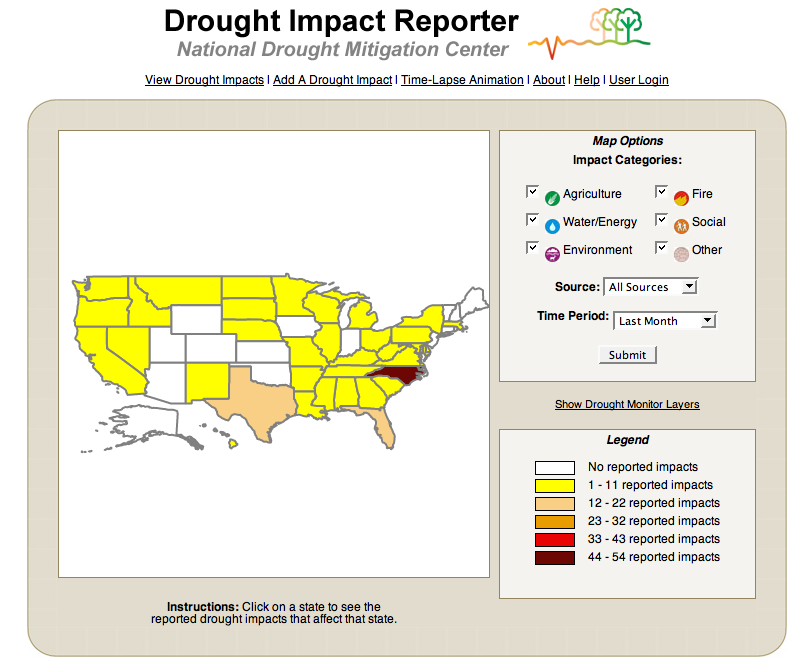 Drought Impact Reporter
National Drought Mitigation Center
View Drought Impacts | Add A Drought Impact | Time-Lapse Animation | About | Help | User Login
Map Options
Impact Categories:
Agriculture Fire
Water/Energy Social
Environment Other
Source: All Sources
Time Period: Last Month
Submit
Show Drought Monitor Layers
Legend
No reported impacts
1 - 11 reported impacts
12 - 22 reported impacts
23 - 32 reported impacts
33 - 43 reported impacts
44 - 54 reported impacts
Instructions: Click on a state to see the
reported drought impacts that affect that state.